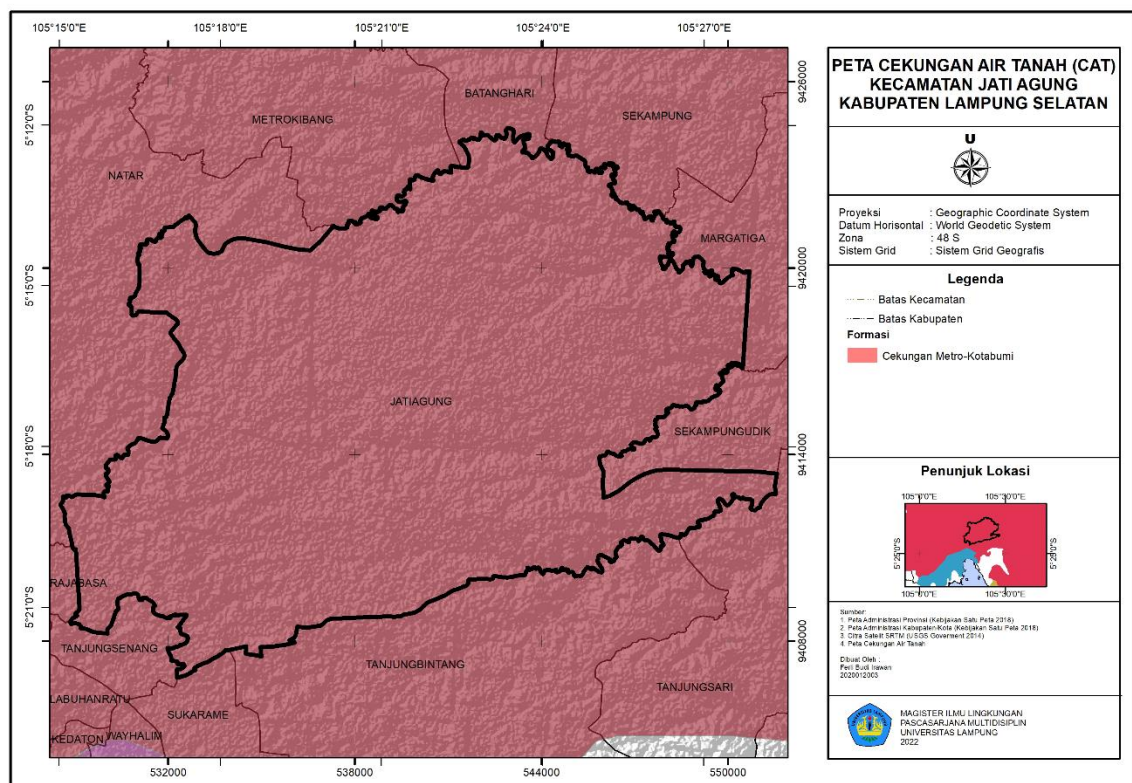 105°15'0"E 105°18'0"E 105°21'0"E 105°24'0"E 105°27'0"E
5°12'0"S
5°15'0"S
5°18'0"S
5°21'0"S
9426000
9420000
9414000
9408000
532000 538000 544000 550000
BATANGHARI
METROKIBANG
SEKAMPUNG
NATAR
MARGATIGA
JATIAGUNG
SEKAMPUNGUDIK
RAJABASA
TANJUNGSENANG
TANJUNGBINTANG
TANJUNGSARI
LABUHANRATU
SUKARAME
KEDATON
WAYHALIM
PETA CEKUNGAN AIR TANAH (CAT)
KECAMATAN JATI AGUNG
KABUPATEN LAMPUNG SELATAN
U
Proyeksi : Geographic Coordinate System
Datum Horisontal : World Geodetic System
Zona : 48 S
Sistem Grid : Sistem Grid Geografis
Legenda
Batas Kecamatan
Batas Kabupaten
Formasi
Cekungan Metro-Kotabumi
Penunjuk Lokasi
105°0'0"E 105°30'0"E
5°25'0"S 5°25'0"S
105°0'0"E 105°30'0"E
Sumber:
1. Peta Administrasi Provinsi (Kebijakan Satu Peta 2018)
2. Peta Administrasi Kabupaten/Kota (Kebijakan Satu Peta 2018)
3. Citra Satelit SRTM (USGS Goverment 2014)
4. Peta Cekungan Air Tanah
Dibuat Oleh :
Ferli Budi Irawan
2020012003
MAGISTER ILMU LINGKUNGAN
PASCASARJANA MULTIDISIPLIN
UNIVERSITAS LAMPUNG
2022